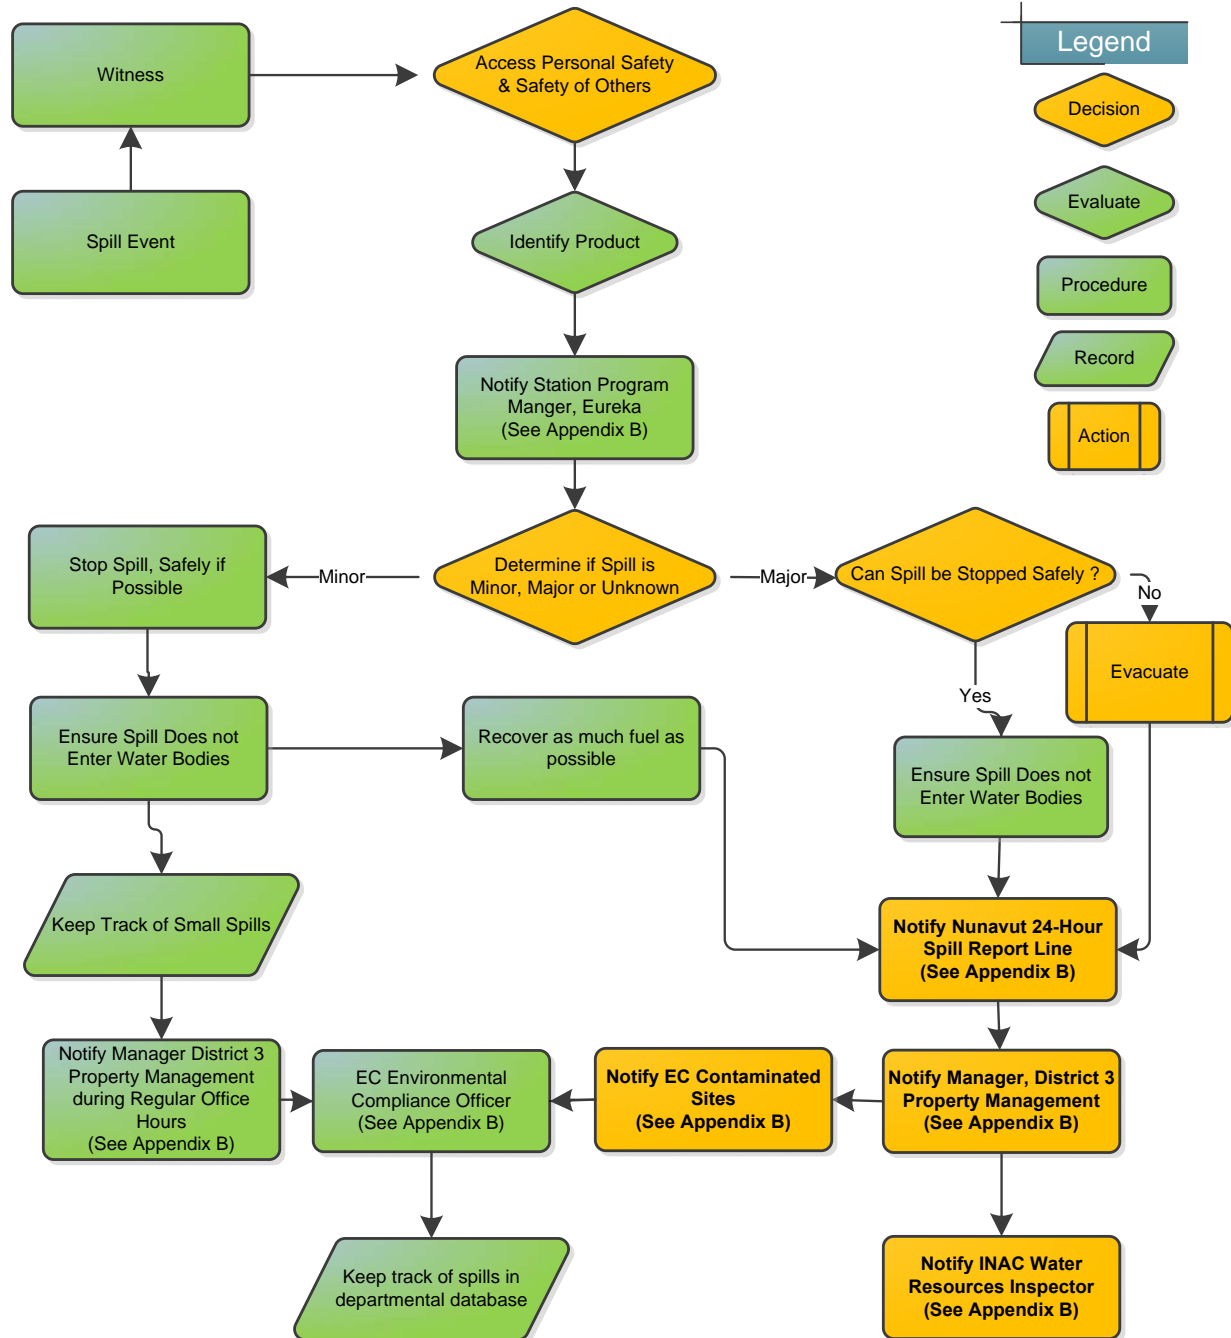 Legend
Witness
Access Personal Safety
& Safety of Others
Decision
Spill Event
Identify Product
Evaluate
Procedure
Record
Action
Notify Station Program
Manger, Eureka
(See Appendix B)
Stop Spill, Safely if
Possible
Minor
Determine if Spill is
Minor, Major or Unknown
Major
Can Spill be Stopped Safely ?
No
Evacuate
Yes
Ensure Spill Does not
Enter Water Bodies
Recover as much fuel as
possible
Ensure Spill Does not
Enter Water Bodies
Keep Track of Small Spills
Notify Nunavut 24-Hour
Spill Report Line
(See Appendix B)
Notify Manager District 3
Property Management
during Regular Office
Hours
(See Appendix B)
EC Environmental
Compliance Officer
(See Appendix B)
Notify EC Contaminated
Sites
(See Appendix B)
Notify Manager, District 3
Property Management
(See Appendix B)
Keep track of spills in
departmental database
Notify INAC Water
Resources Inspector
(See Appendix B)